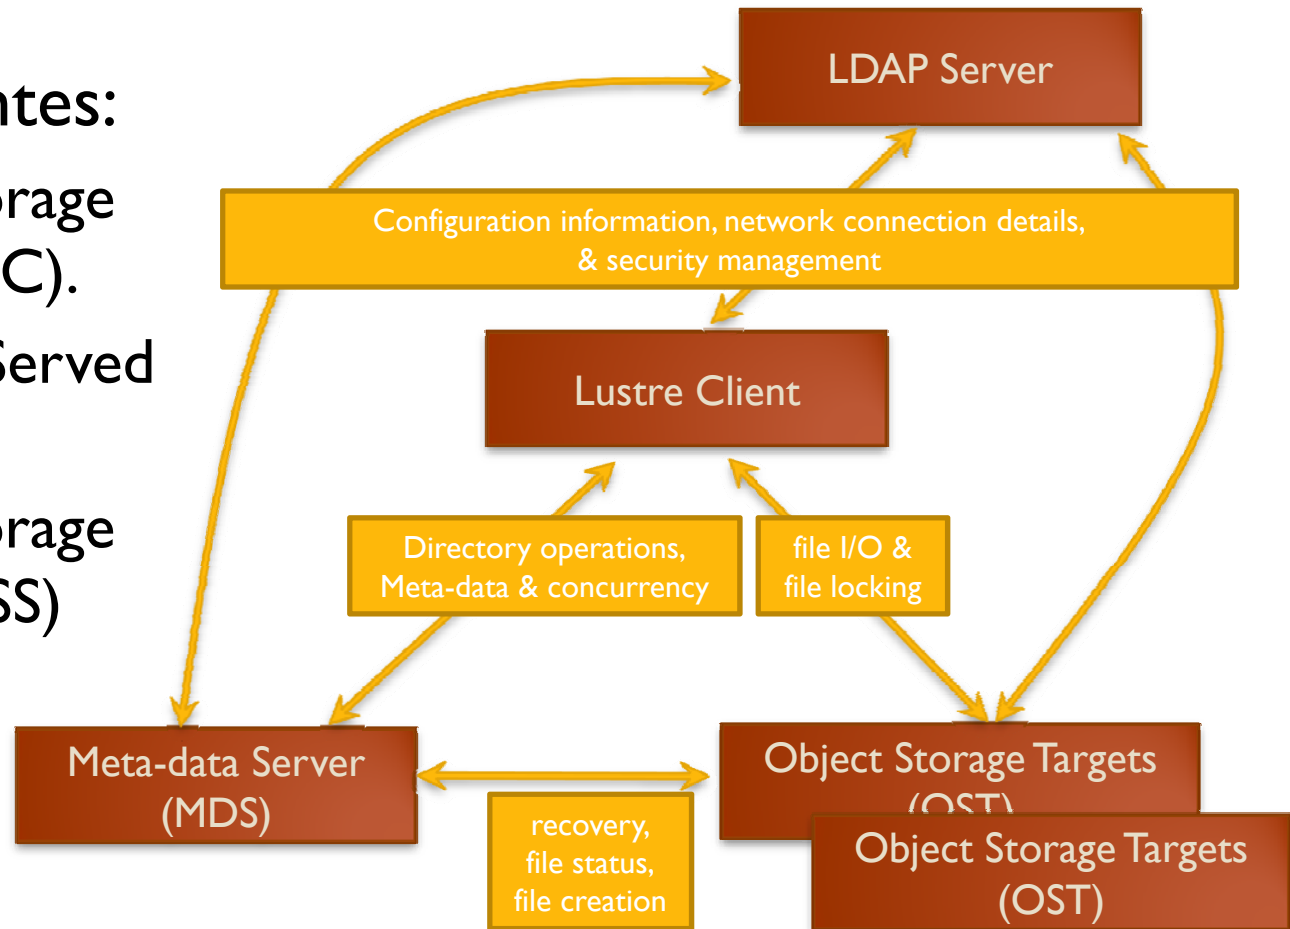 ntes:
orage
C).
Served
orage
SS)
LDAP Server
Configuration information, network connection details,
& security management
Lustre Client
Directory operations,
Meta-data & concurrency
file I/O &
file locking
Meta-data Server
(MDS)
recovery,
file status,
file creation
Object Storage Targets
(OST)
Object Storage Targets
(OST)